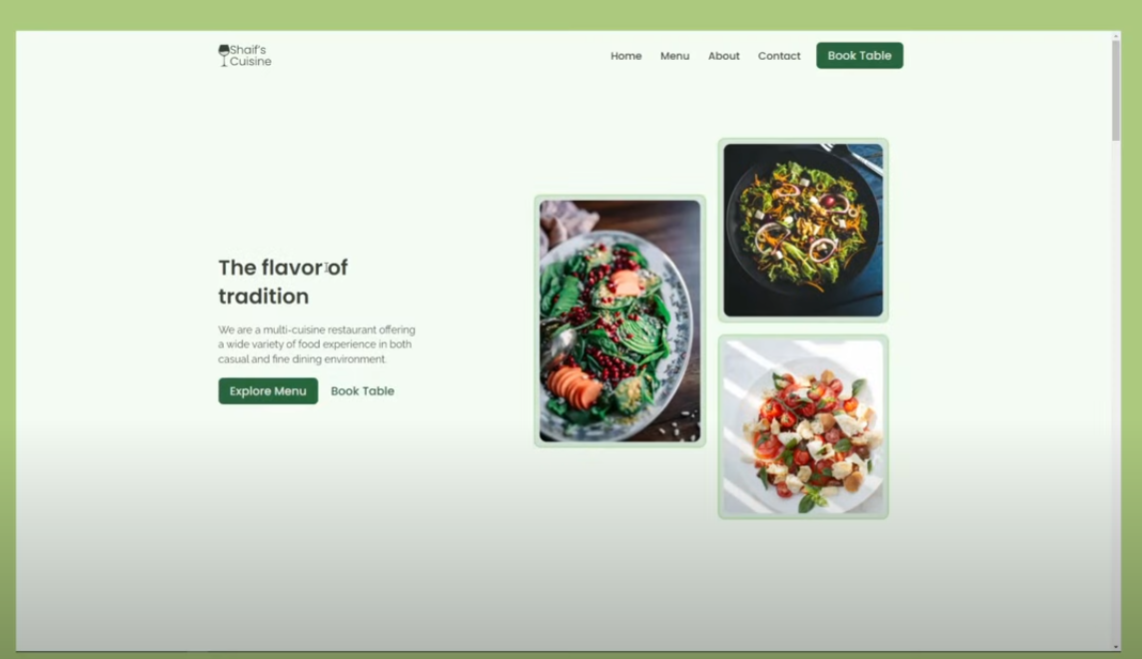 Shaif's
Cuisine
Home Menu About Contact Book Table
The flavor of
tradition
We are a multi-cuisine restaurant offering
a wide variety of food experience in both
casual and fine dining environment.
Explore Menu Book Table